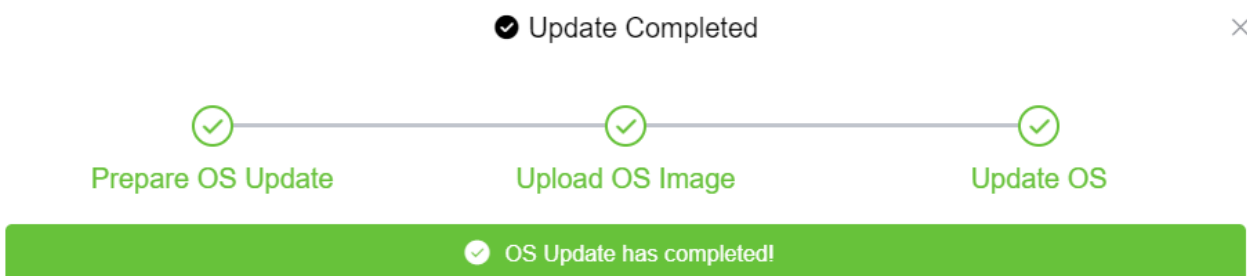 Update Completed
Prepare OS Update
Upload OS Image
Update OS
OS Update has completed!